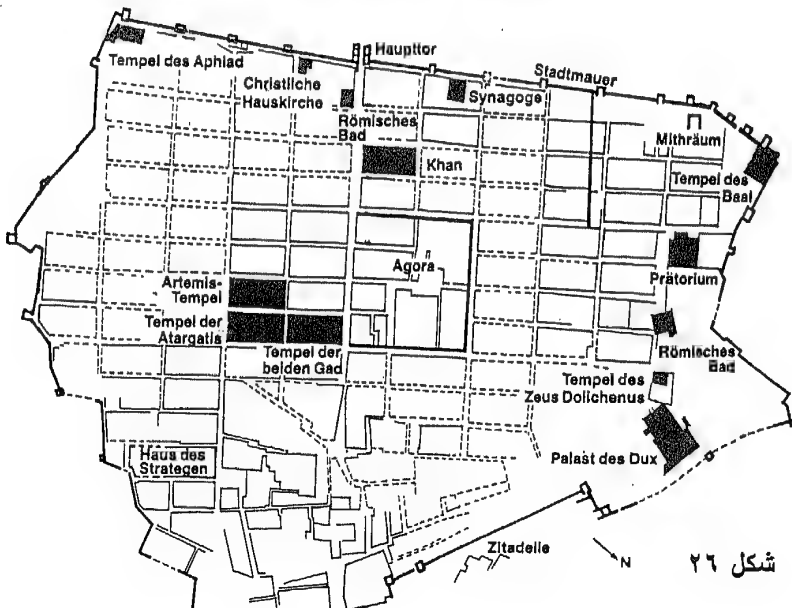 Haupttor
Tempel des Aphlad
Christliche
Hauskirche
Stadtmauer
Synagoge
Römisches
Bad
Mithräum
Khan
Tempel des
Baal
Agora
Prätorium
Artemis-
Tempel
Tempel der
Atargatis
Tempel der
beiden Gad
Römisches
Bad
Tempel des
Zeus Dolichenus
Haus des
Strategen
Palast des Dux
Zitadelle
N
شكل ٢٦